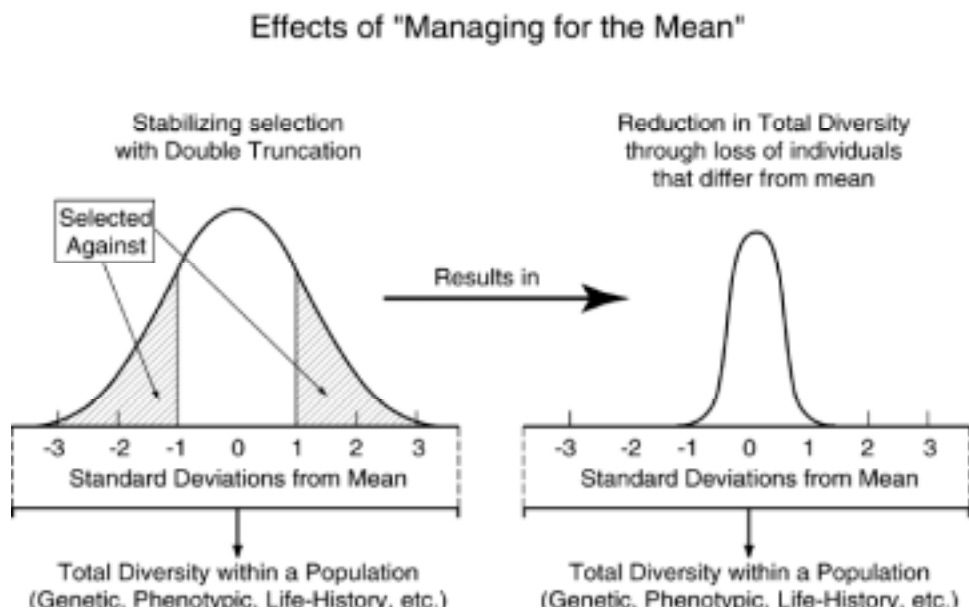 Effects of "Managing for the Mean"
Stabilizing selection
with Double Truncation
Selected
Against
-3 -2 -1 0 1 2 3
Standard Deviations from Mean
Total Diversity within a Population
(Genetic, Phenotypic, Life-History, etc.)
Results in
Reduction in Total Diversity
through loss of individuals
that differ from mean
-3 -2 -1 0 1 2 3
Standard Deviations from Mean
Total Diversity within a Population
(Genetic, Phenotypic, Life-History, etc.)